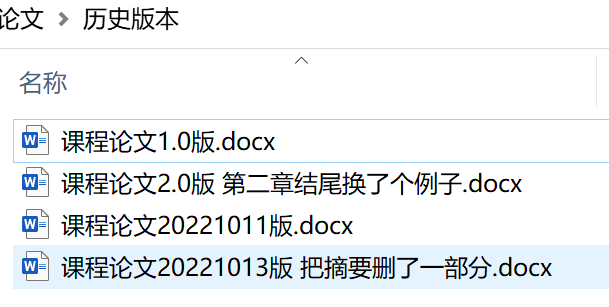 论文 > 历史版本
名称
课程论文1.0版.docx
课程论文2.0版 第二章结尾换了个例子.docx
课程论文20221011版.docx
课程论文20221013版 把摘要删了一部分.docx